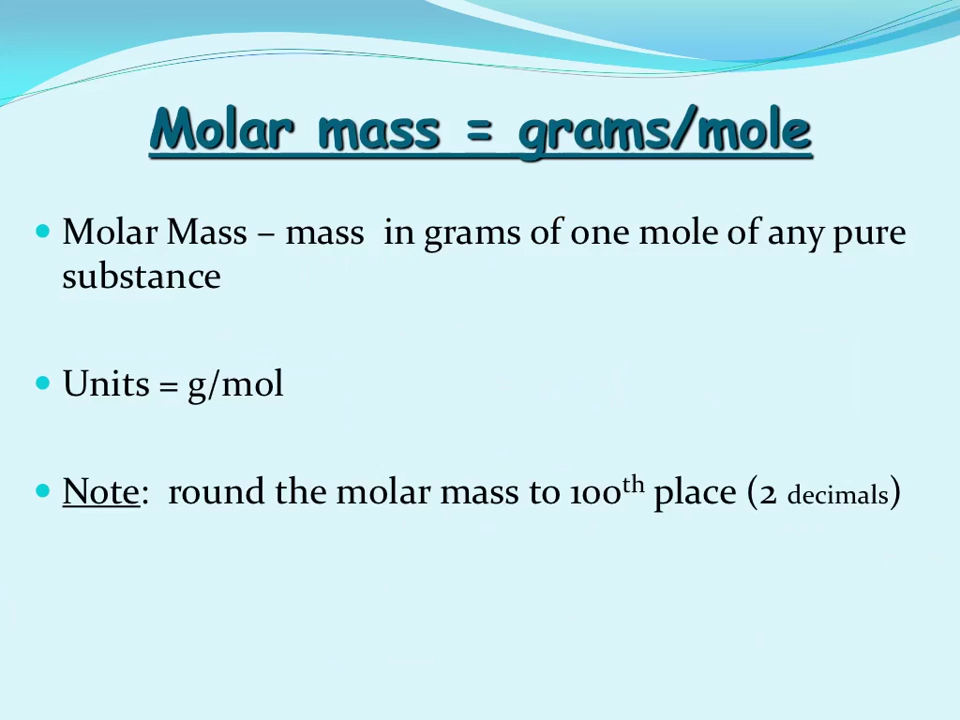 Molar mass = grams/mole
• Molar Mass – mass  in grams of one mole of any pure
substance
• Units = g/mol
• Note:  round the molar mass to 100th place (2 decimals)